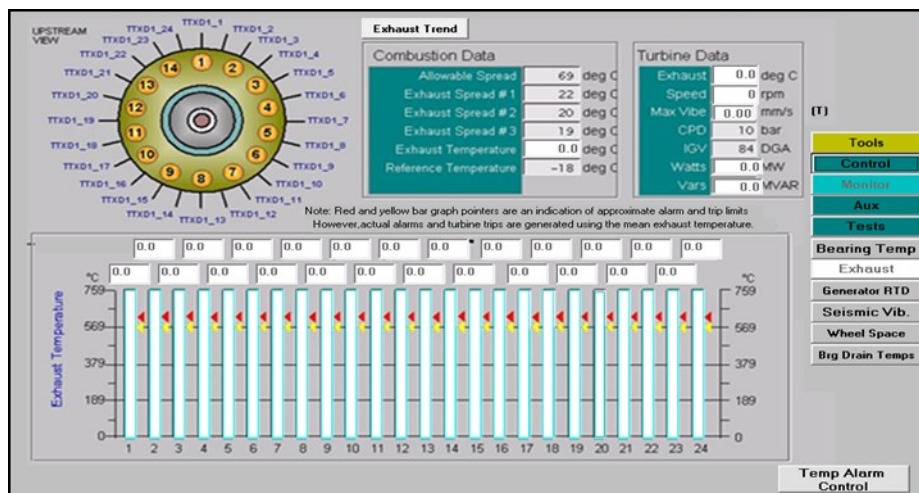 UPSTREAM
VIEW
TTXD1_1
TTXD1_2
TTXD1_3
TTXD1_4
TTXD1_5
TTXD1_6
TTXD1_7
TTXD1_8
TTXD1_9
TTXD1_10
TTXD1_11
TTXD1_12
TTXD1_13
TTXD1_14
TTXD1_15
TTXD1_16
TTXD1_17
TTXD1_18
TTXD1_19
TTXD1_20
TTXD1_21
TTXD1_22
TTXD1_23
TTXD1_24
1
2
3
4
5
6
7
8
9
10
11
12
13
14
Exhaust Trend
Combustion Data
Allowable Spread 69 deg C
Exhaust Spread #1 22 deg C
Exhaust Spread #2 20 deg C
Exhaust Spread #3 19 deg C
Exhaust Temperature 0.0 deg C
Reference Temperature -18 deg C
Turbine Data
Exhaust 0.0 deg C
Speed 0 rpm
Max Vibe 0.00 mm/s
CPD 10 bar
IGV 84 DGA
Watts 0.0 MW
Vars 0.0 MVAR
(T)
Tools
Control
Monitor
Aux
Tests
Bearing Temp
Exhaust
Generator RTD
Seismic Vib.
Wheel Space
Brg Drain Temps
Note: Red and yellow bar graph pointers are an indication of approximate alarm and trip limits
However,actual alarms and turbine trips are generated using the mean exhaust temperature.
0.0 0.0 0.0 0.0 0.0 0.0 0.0 0.0 0.0 0.0 0.0 0.0
°C 0.0 0.0 0.0 0.0 0.0 0.0 0.0 0.0 0.0 0.0 0.0 0.0 °C
759 759
569 569
379 379
189 189
0 0
Exhaust Temperature
1 2 3 4 5 6 7 8 9 10 11 12 13 14 15 16 17 18 19 20 21 22 23 24
Temp Alarm
Control